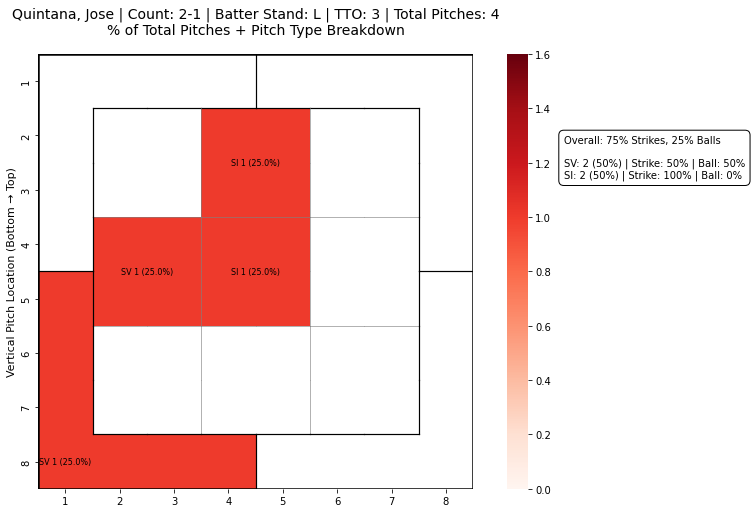 Quintana, Jose | Count: 2-1 | Batter Stand: L | TTO: 3 | Total Pitches: 4
% of Total Pitches + Pitch Type Breakdown
Vertical Pitch Location (Bottom → Top)
1
2
3
4
5
6
7
8
SI 1 (25.0%)
SV 1 (25.0%)
SI 1 (25.0%)
SV 1 (25.0%)
1
2
3
4
5
6
7
8
1.6
1.4
1.2
1.0
0.8
0.6
0.4
0.2
0.0
Overall: 75% Strikes, 25% Balls
SV: 2 (50%) | Strike: 50% | Ball: 50%
SI: 2 (50%) | Strike: 100% | Ball: 0%